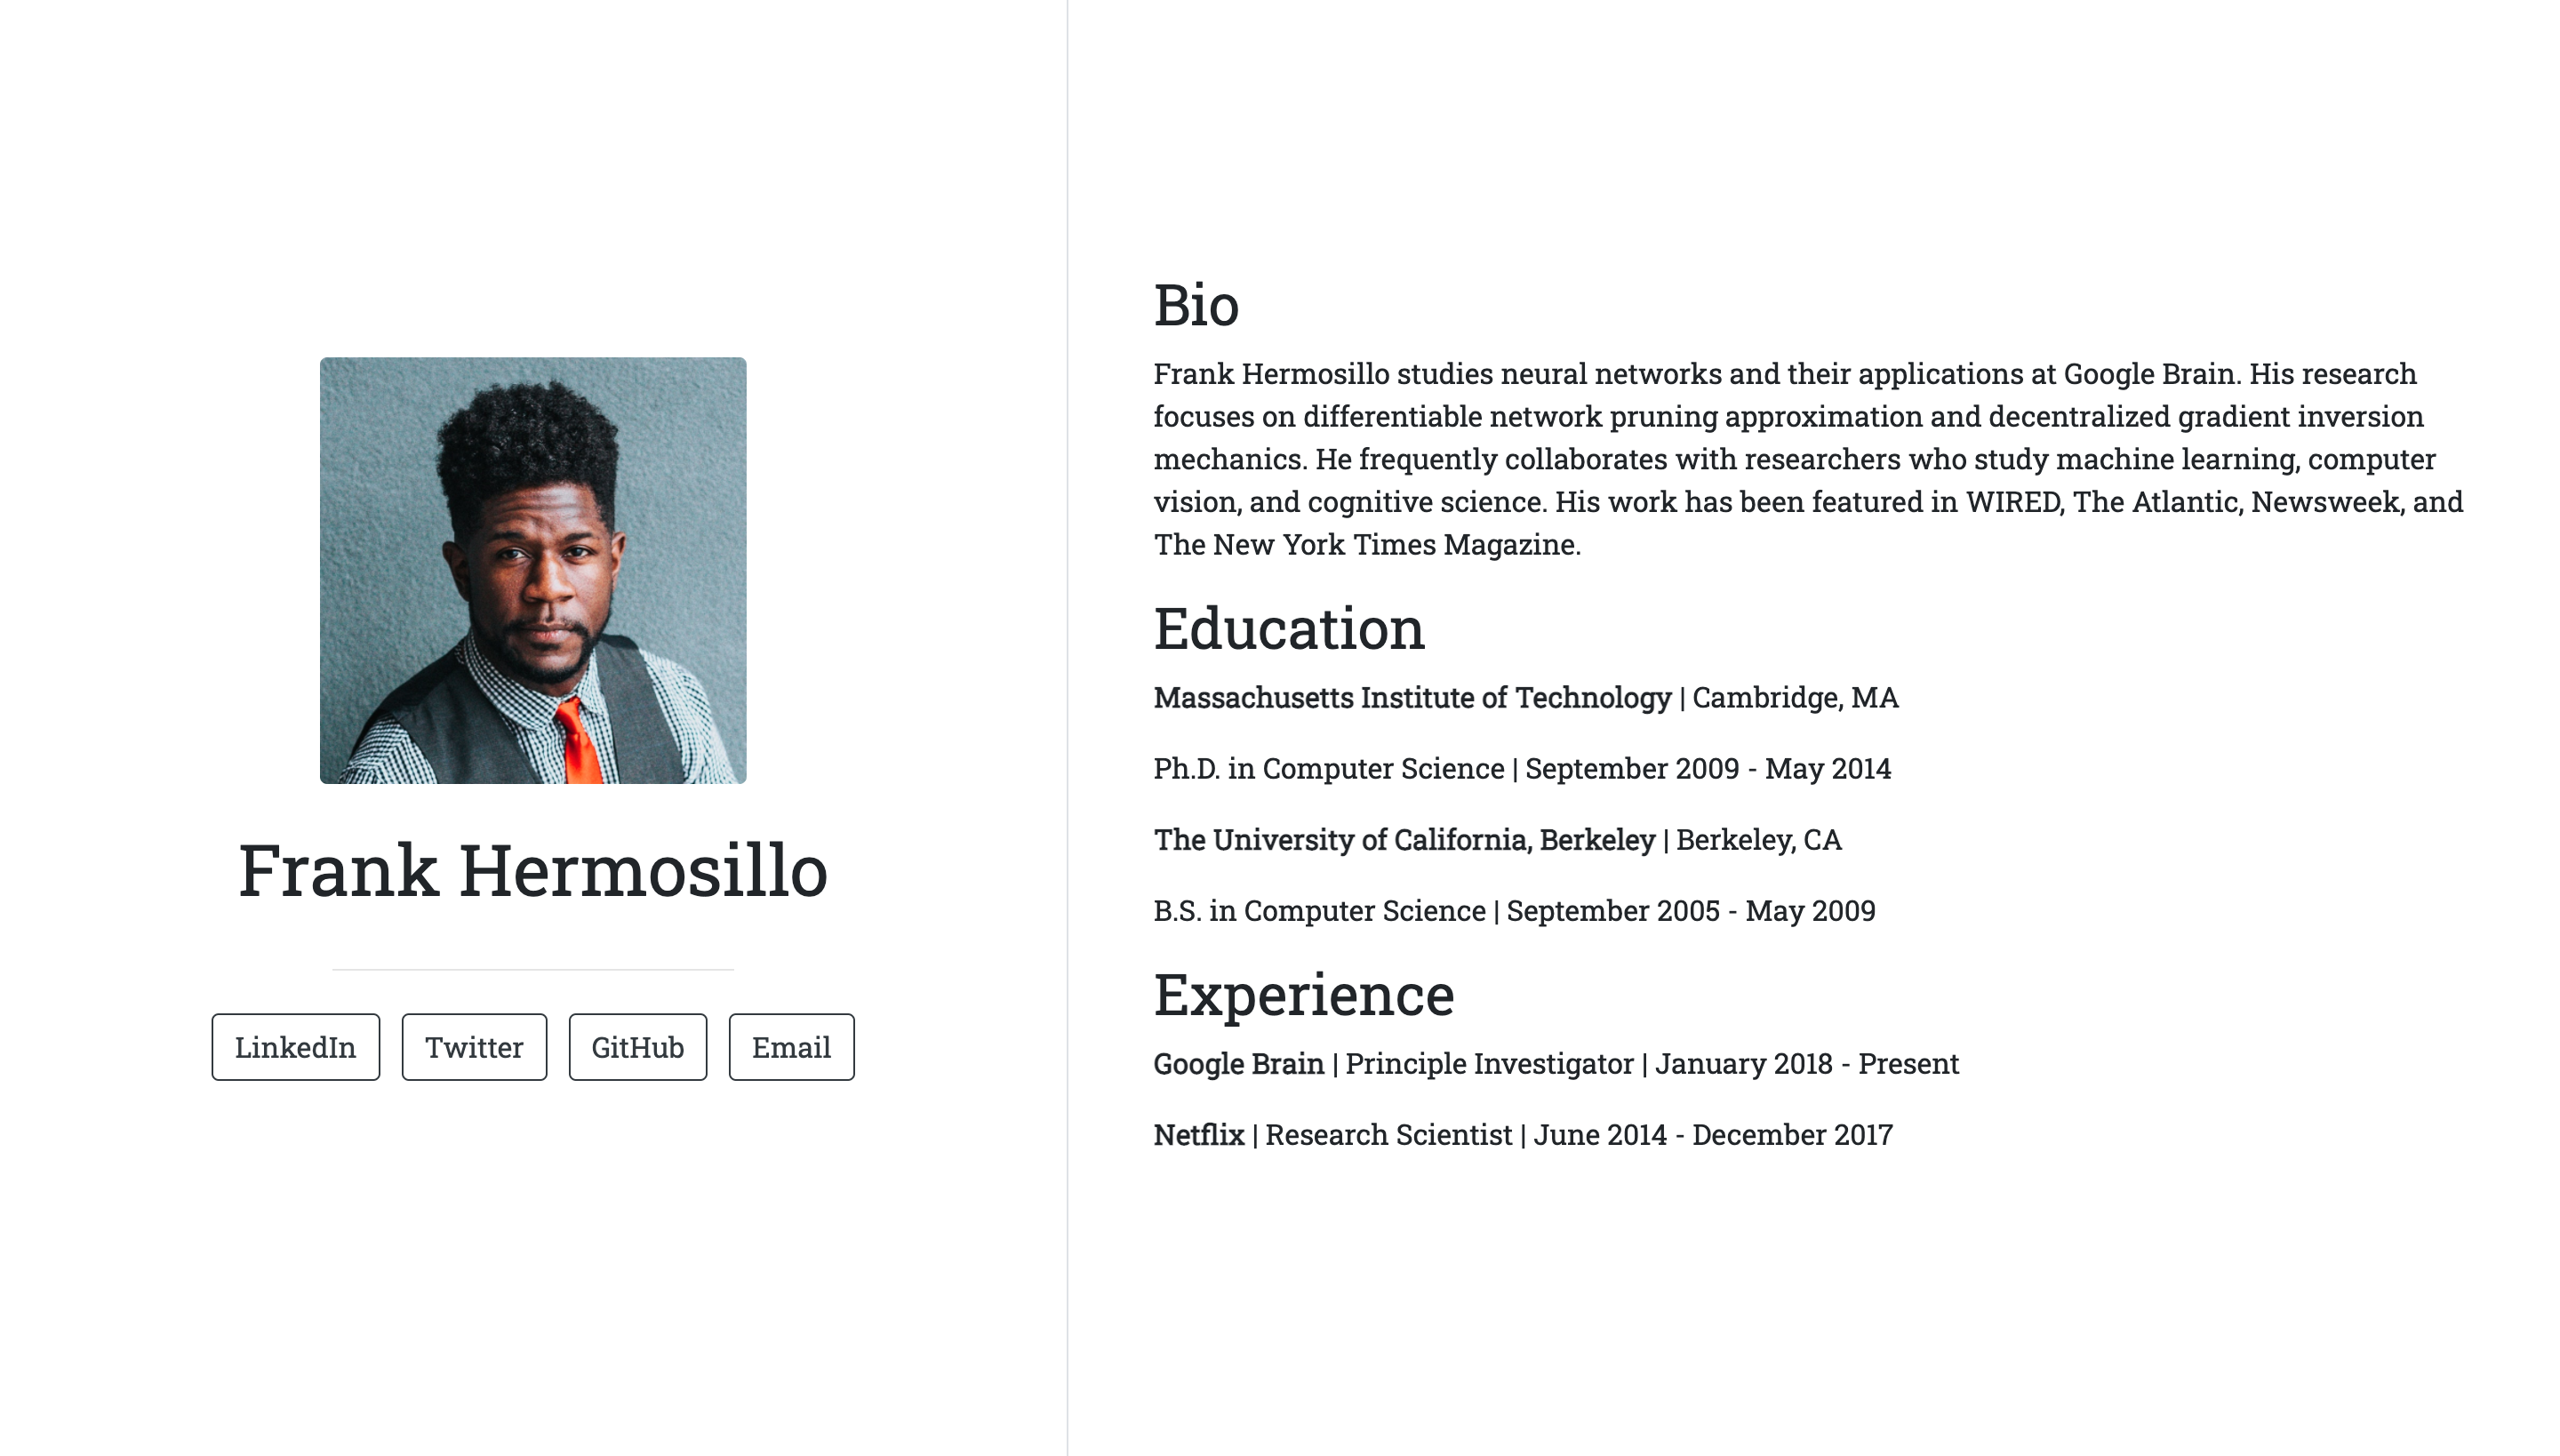 Frank Hermosillo
LinkedIn
Twitter
GitHub
Email
Bio
Frank Hermosillo studies neural networks and their applications at Google Brain. His research
focuses on differentiable network pruning approximation and decentralized gradient inversion
mechanics. He frequently collaborates with researchers who study machine learning, computer
vision, and cognitive science. His work has been featured in WIRED, The Atlantic, Newsweek, and
The New York Times Magazine.
Education
Massachusetts Institute of Technology | Cambridge, MA
Ph.D. in Computer Science | September 2009 - May 2014
The University of California, Berkeley | Berkeley, CA
B.S. in Computer Science | September 2005 - May 2009
Experience
Google Brain | Principle Investigator | January 2018 - Present
Netflix | Research Scientist | June 2014 - December 2017